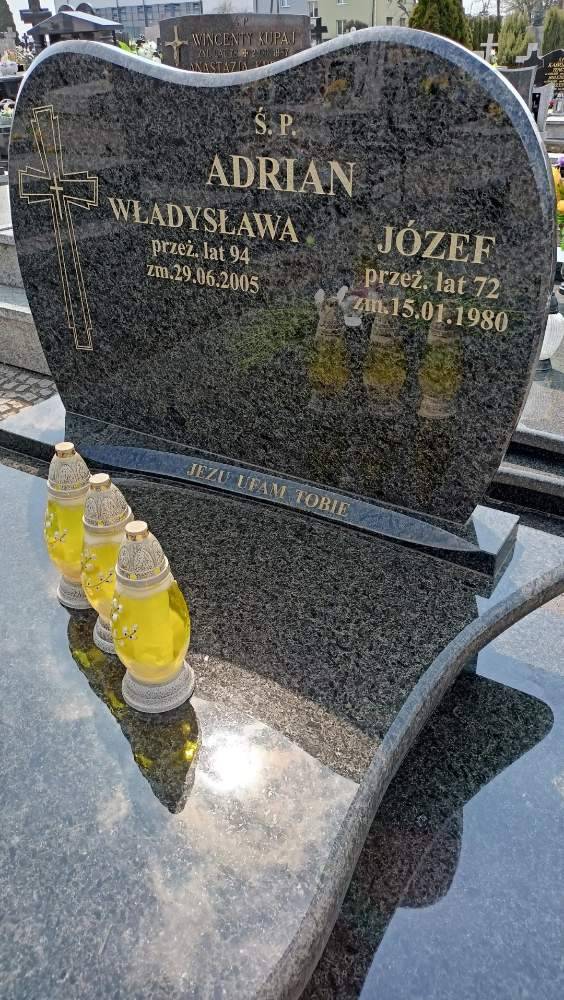 WINCENTY KUPAJ
Ś. P.
ADRIAN
WŁADYSŁAWA
przeż. lat 94
zm.29.06.2005
JÓZEF
przeż. lat 72
zm.15.01.1980
JEZU UFAM TOBIE